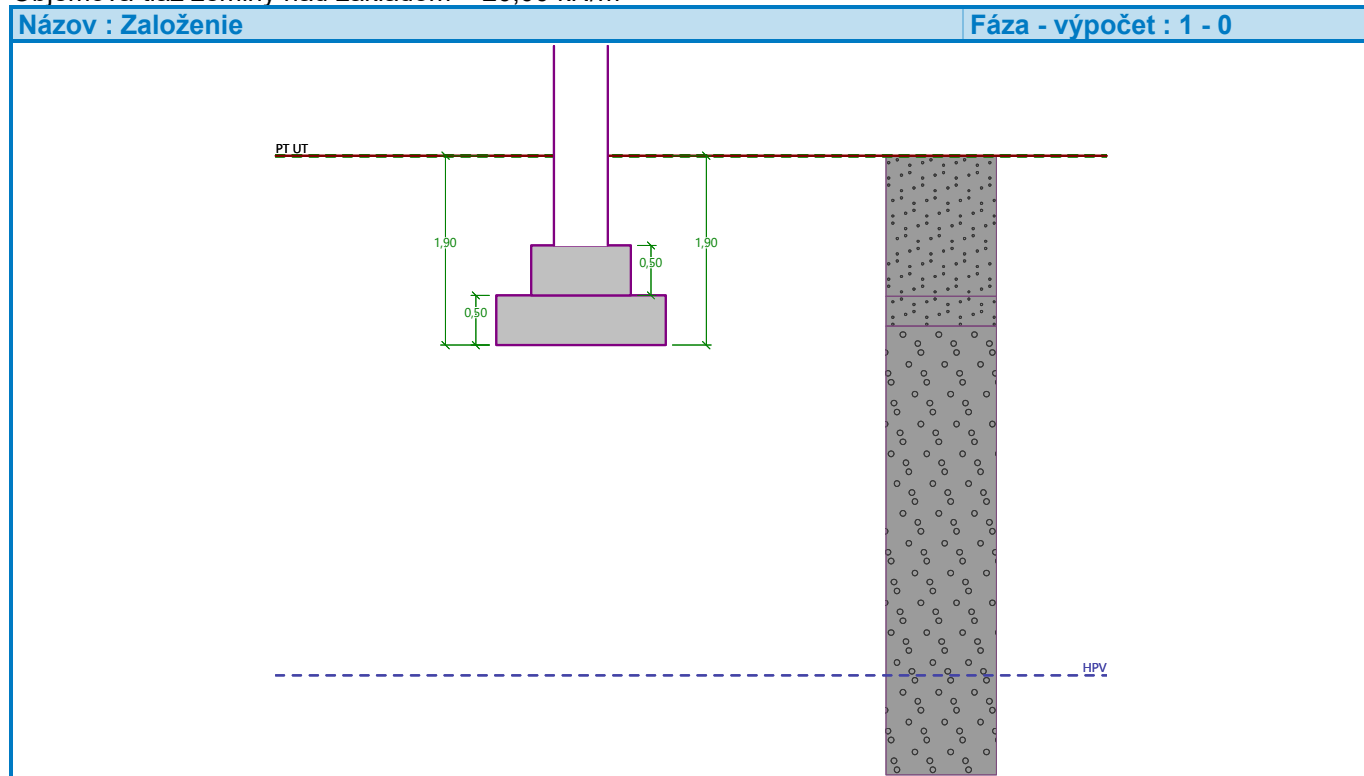 Názov : Založenie
Fáza - výpočet : 1 - 0
PT UT
1,90
0,50
1,90
0,50
HPV